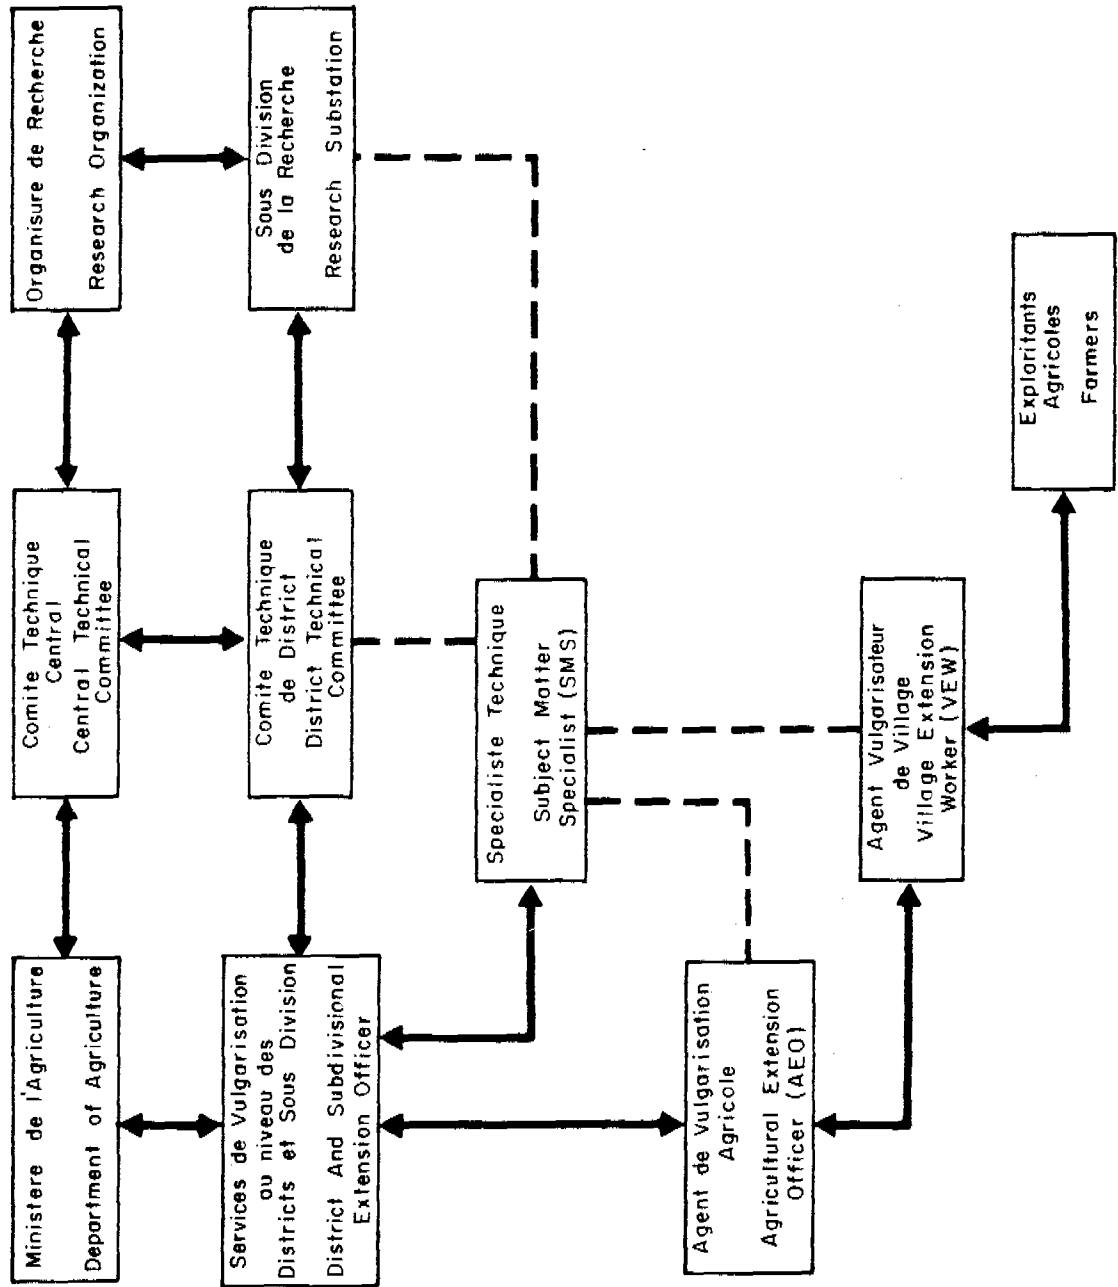 Ministere de l'Agriculture
Department of Agriculture
Comite Technique
Central
Central Technical
Committee
Organisure de Recherche
Research Organization
Services de Vulgarisation
au niveau des
Districts et Sous Division
District And Subdivisional
Extension Officer
Comite Technique
de District
District Technical
Committee
Sous Division
de la Recherche
Research Substation
Specialiste Technique
Subject Matter
Specialist (SMS)
Agent de Vulgarisation
Agricole
Agricultural Extension
Officer (AEO)
Agent Vulgarisateur
de Village
Village Extension
Worker (VEW)
Exploritants
Agricoles
Farmers